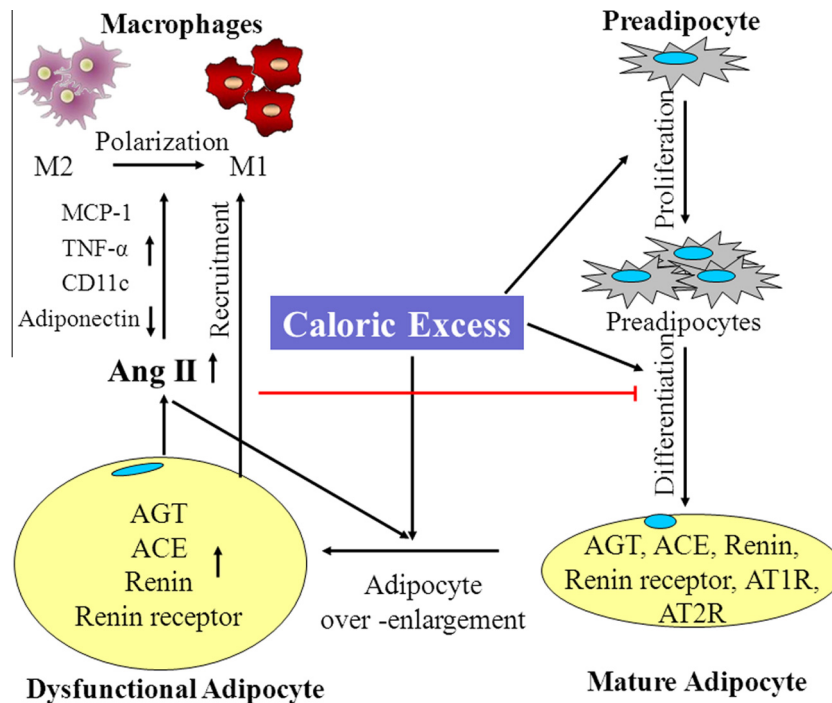 Macrophages
Polarization
M2
M1
MCP-1
TNF-α
CD11c
Adiponectin
Recruitment
Ang II
Caloric Excess
Preadipocyte
Proliferation
Preadipocytes
Differentiation
AGT
ACE
Renin
Renin receptor
Dysfunctional Adipocyte
Adipocyte
over -enlargement
AGT, ACE, Renin,
Renin receptor, AT1R,
AT2R
Mature Adipocyte